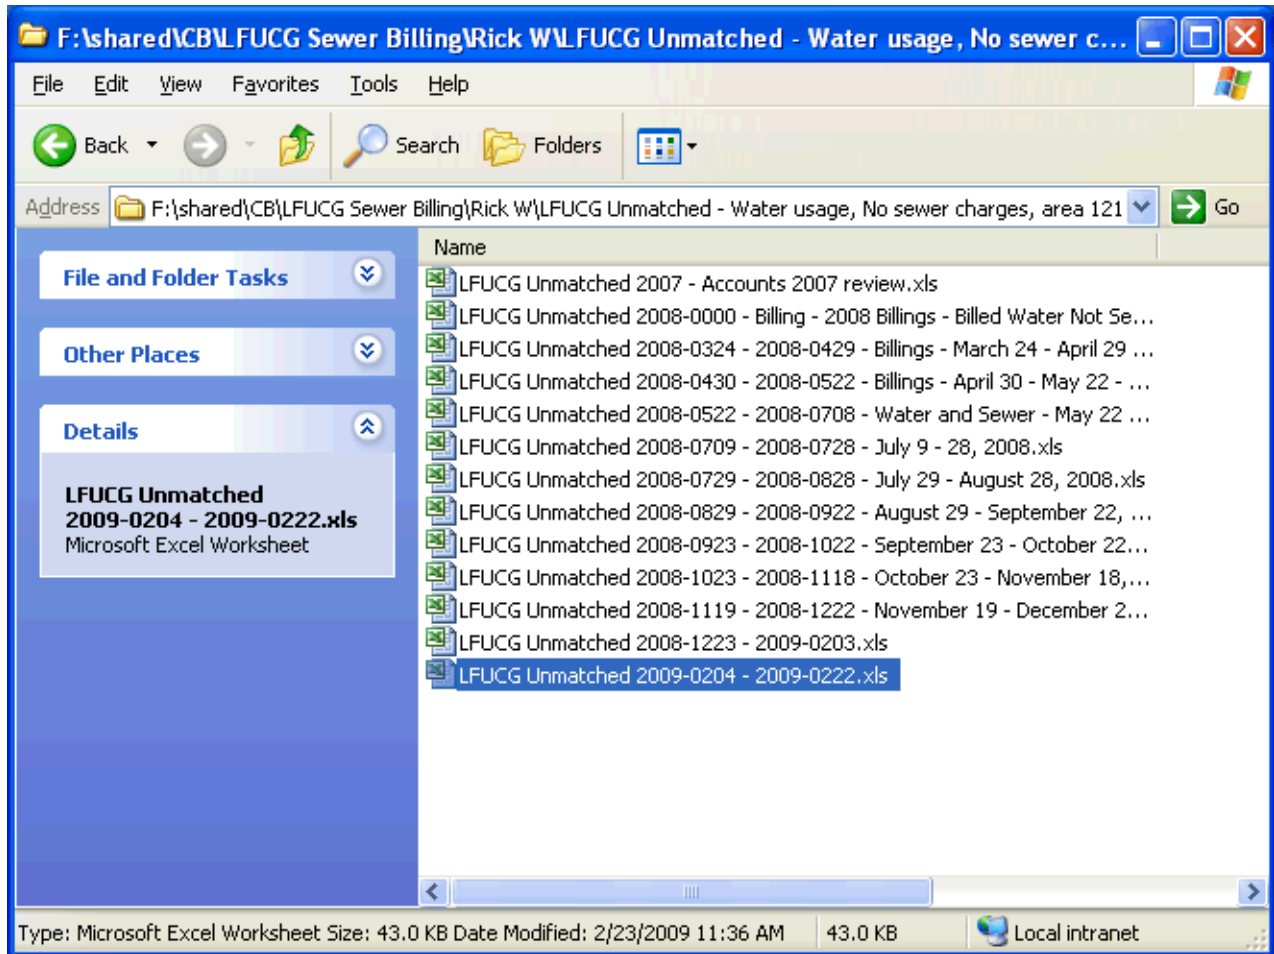 F:\shared\CB\LFUCG Sewer Billing\Rick W\LFUCG Unmatched - Water usage, No sewer c...
File Edit View Favorites Tools Help
Back Search Folders
Address F:\shared\CB\LFUCG Sewer Billing\Rick W\LFUCG Unmatched - Water usage, No sewer charges, area 121 Go
Name
File and Folder Tasks
Other Places
Details
LFUCG Unmatched
2009-0204 - 2009-0222.xls
Microsoft Excel Worksheet
LFUCG Unmatched 2007 - Accounts 2007 review.xls
LFUCG Unmatched 2008-0000 - Billing - 2008 Billings - Billed Water Not Se...
LFUCG Unmatched 2008-0324 - 2008-0429 - Billings - March 24 - April 29 ...
LFUCG Unmatched 2008-0430 - 2008-0522 - Billings - April 30 - May 22 - ...
LFUCG Unmatched 2008-0522 - 2008-0708 - Water and Sewer - May 22 ...
LFUCG Unmatched 2008-0709 - 2008-0728 - July 9 - 28, 2008.xls
LFUCG Unmatched 2008-0729 - 2008-0828 - July 29 - August 28, 2008.xls
LFUCG Unmatched 2008-0829 - 2008-0922 - August 29 - September 22, ...
LFUCG Unmatched 2008-0923 - 2008-1022 - September 23 - October 22...
LFUCG Unmatched 2008-1023 - 2008-1118 - October 23 - November 18,...
LFUCG Unmatched 2008-1119 - 2008-1222 - November 19 - December 2...
LFUCG Unmatched 2008-1223 - 2009-0203.xls
LFUCG Unmatched 2009-0204 - 2009-0222.xls
Type: Microsoft Excel Worksheet Size: 43.0 KB Date Modified: 2/23/2009 11:36 AM 43.0 KB Local intranet